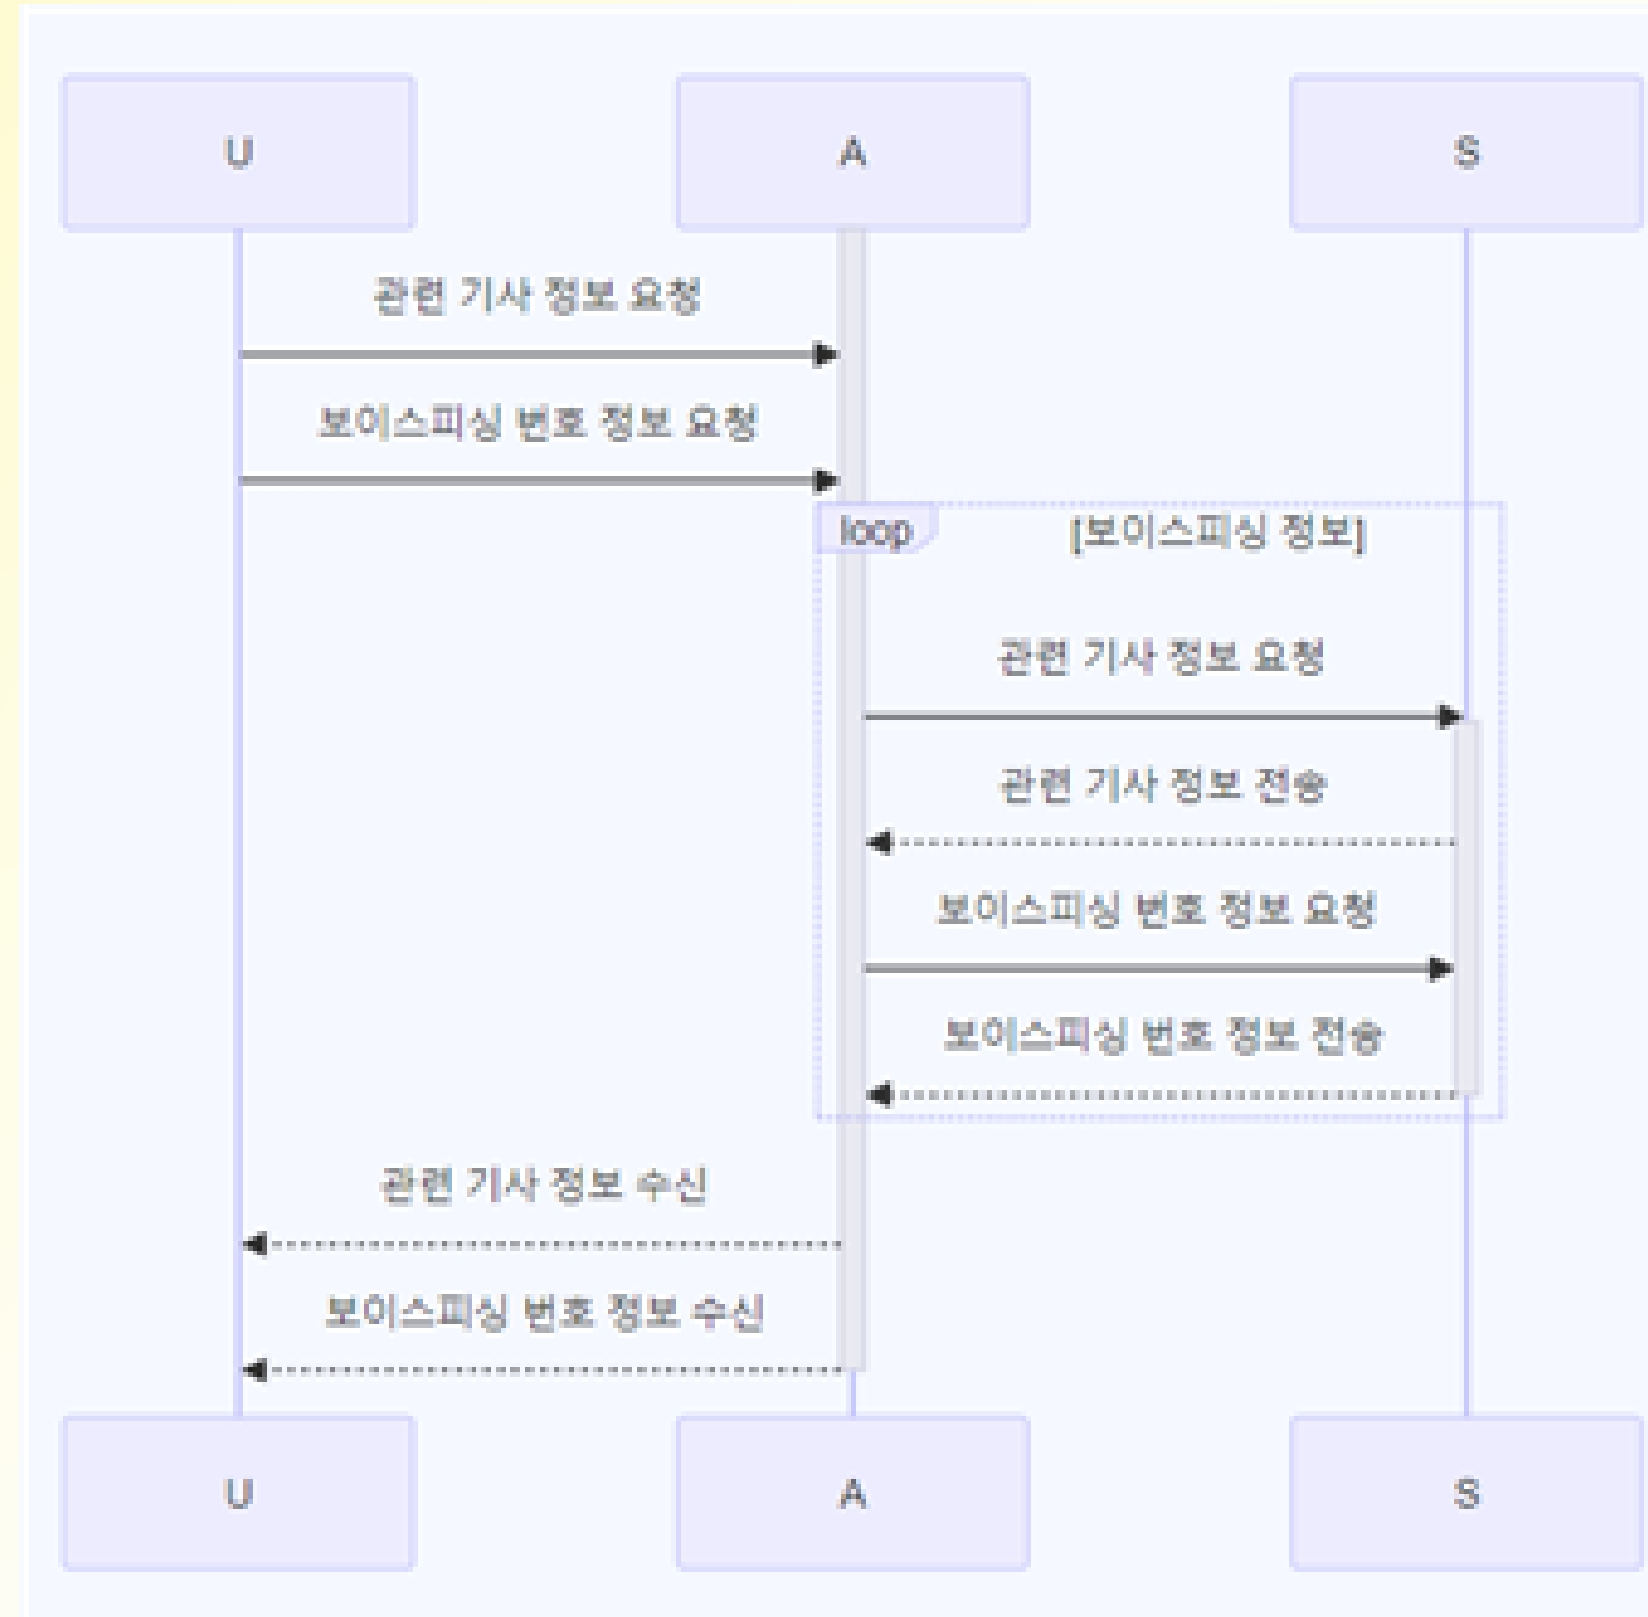 U
A
S
관련 기사 정보 요청
보이스피싱 번호 정보 요청
loop
[보이스피싱 정보]
관련 기사 정보 요청
관련 기사 정보 전송
보이스피싱 번호 정보 요청
보이스피싱 번호 정보 전송
관련 기사 정보 수신
보이스피싱 번호 정보 수신
U
A
S